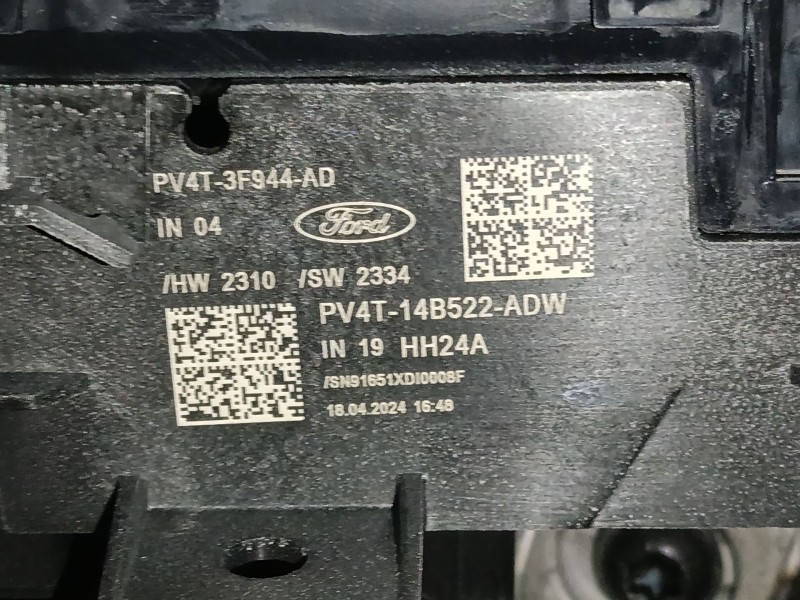 PV4T-3F944-AD
IN 04
Ford
/HW 2310 /SW 2334
PV4T-14B522-ADW
IN 19 HH24A
/SN91651XDI0008F
18.04.2024 16:48